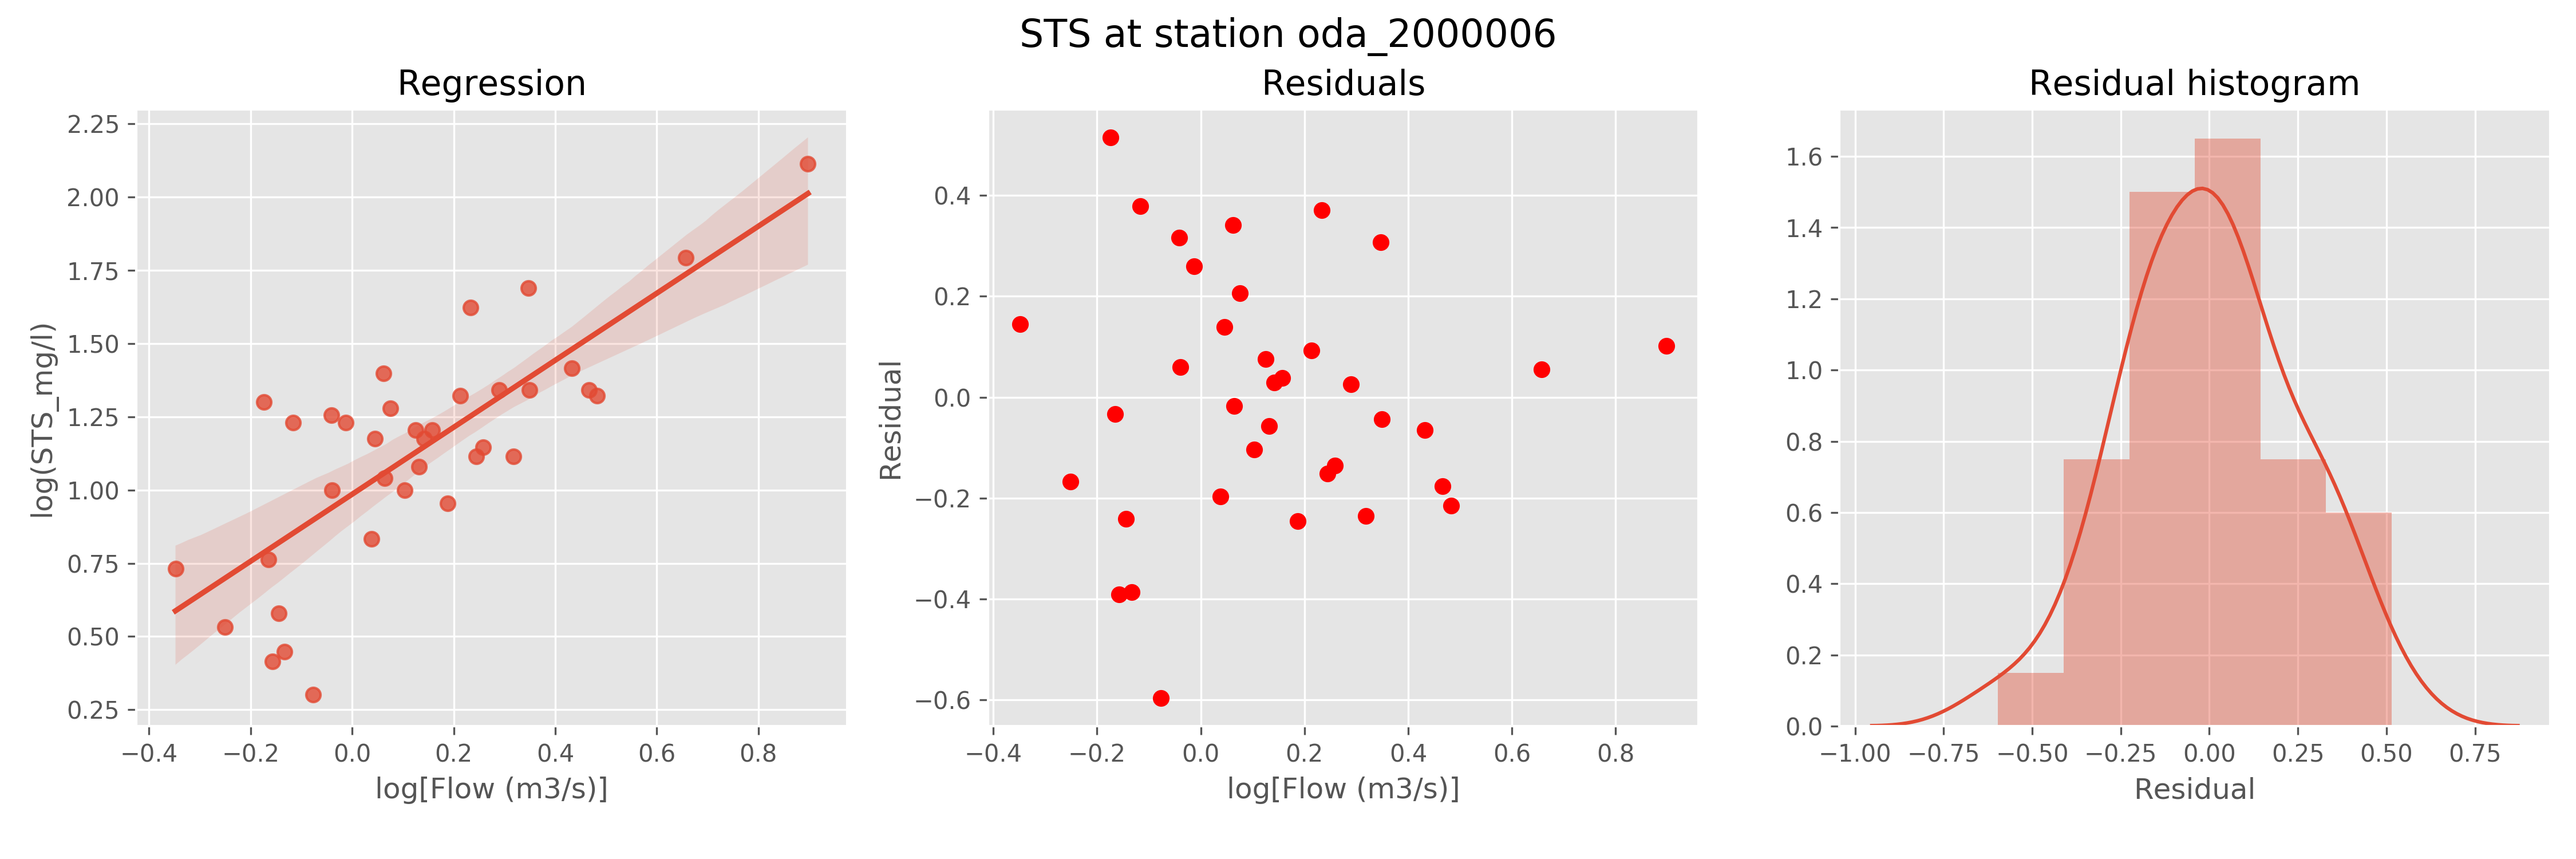 STS at station oda_2000006
Regression
Residuals
Residual histogram
2.25
2.00
1.75
1.50
1.25
1.00
0.75
0.50
0.25
log(STS_mg/l)
−0.4 −0.2 0.0 0.2 0.4 0.6 0.8
log[Flow (m3/s)]
0.4
0.2
0.0
−0.2
−0.4
−0.6
Residual
−0.4 −0.2 0.0 0.2 0.4 0.6 0.8
log[Flow (m3/s)]
1.6
1.4
1.2
1.0
0.8
0.6
0.4
0.2
0.0
−1.00 −0.75 −0.50 −0.25 0.00 0.25 0.50 0.75
Residual